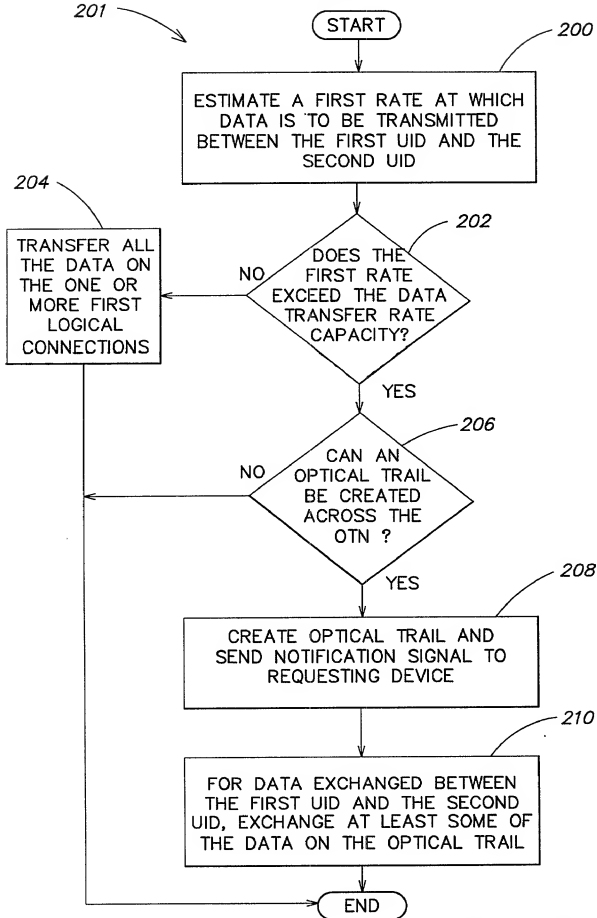 201
START
200
ESTIMATE A FIRST RATE AT WHICH
DATA IS TO BE TRANSMITTED
BETWEEN THE FIRST UID AND THE
SECOND UID
204
TRANSFER ALL
THE DATA ON
THE ONE OR
MORE FIRST
LOGICAL
CONNECTIONS
202
NO
DOES THE
FIRST RATE
EXCEED THE DATA
TRANSFER RATE
CAPACITY?
YES
206
NO
CAN AN
OPTICAL TRAIL
BE CREATED
ACROSS THE
OTN ?
YES
208
CREATE OPTICAL TRAIL AND
SEND NOTIFICATION SIGNAL TO
REQUESTING DEVICE
210
FOR DATA EXCHANGED BETWEEN
THE FIRST UID AND THE SECOND
UID, EXCHANGE AT LEAST SOME OF
THE DATA ON THE OPTICAL TRAIL
END